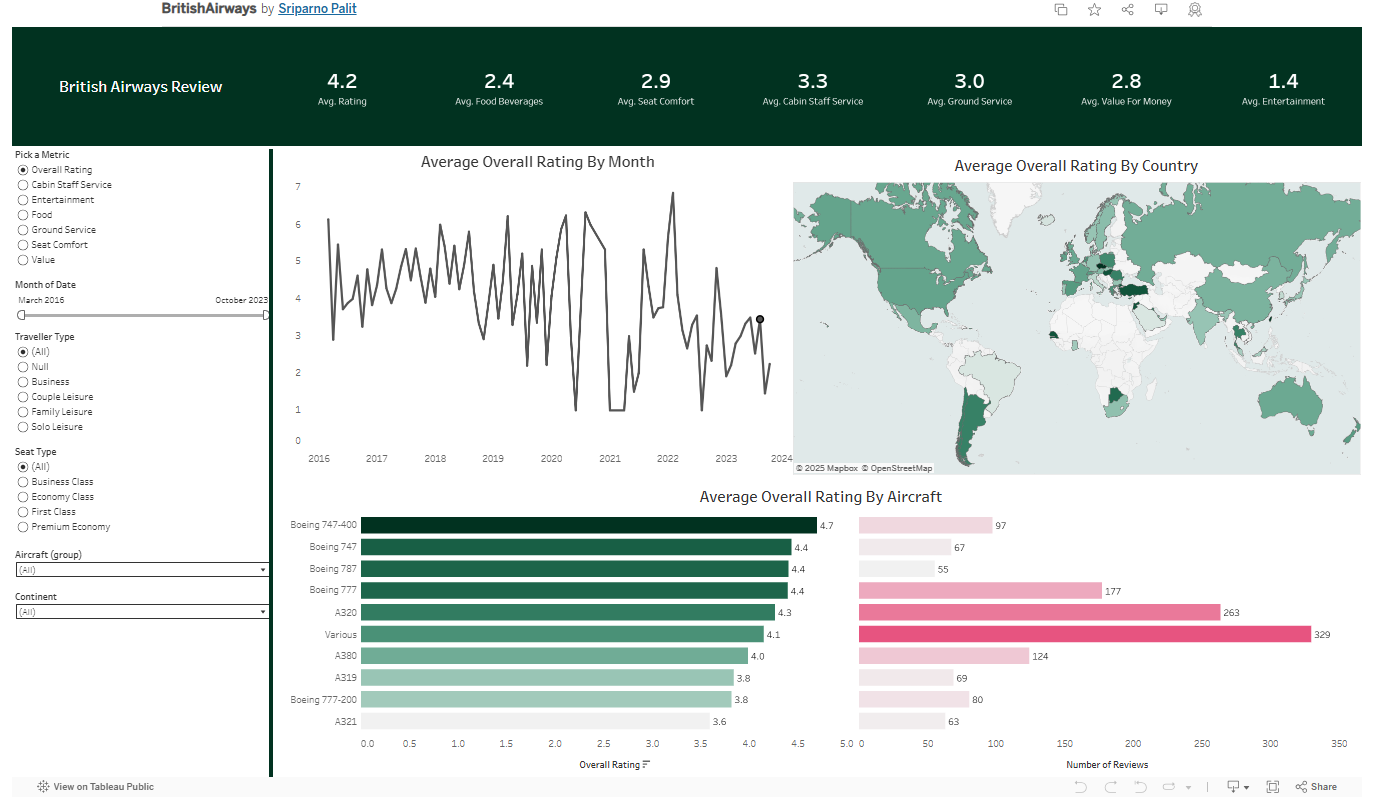 BritishAirways by Sriparno Palit
British Airways Review
4.2
Avg. Rating
2.4
Avg. Food Beverages
2.9
Avg. Seat Comfort
3.3
Avg. Cabin Staff Service
3.0
Avg. Ground Service
2.8
Avg. Value For Money
1.4
Avg. Entertainment
Pick a Metric
Overall Rating
Cabin Staff Service
Entertainment
Food
Ground Service
Seat Comfort
Value
Month of Date
March 2016
October 2023
Traveller Type
(All)
Null
Business
Couple Leisure
Family Leisure
Solo Leisure
Seat Type
(All)
Business Class
Economy Class
First Class
Premium Economy
Aircraft (group)
(All)
Continent
(All)
Average Overall Rating By Month
7
6
5
4
3
2
1
0
2016 2017 2018 2019 2020 2021 2022 2023 2024
Average Overall Rating By Country
© 2025 Mapbox © OpenStreetMap
Average Overall Rating By Aircraft
Boeing 747-400 4.7 97
Boeing 747 4.4 67
Boeing 787 4.4 55
Boeing 777 4.4 177
A320 4.3 263
Various 4.1 329
A380 4.0 124
A319 3.8 69
Boeing 777-200 3.8 80
A321 3.6 63
0.0 0.5 1.0 1.5 2.0 2.5 3.0 3.5 4.0 4.5 5.0
0 50 100 150 200 250 300 350
Overall Rating
Number of Reviews
View on Tableau Public
Share